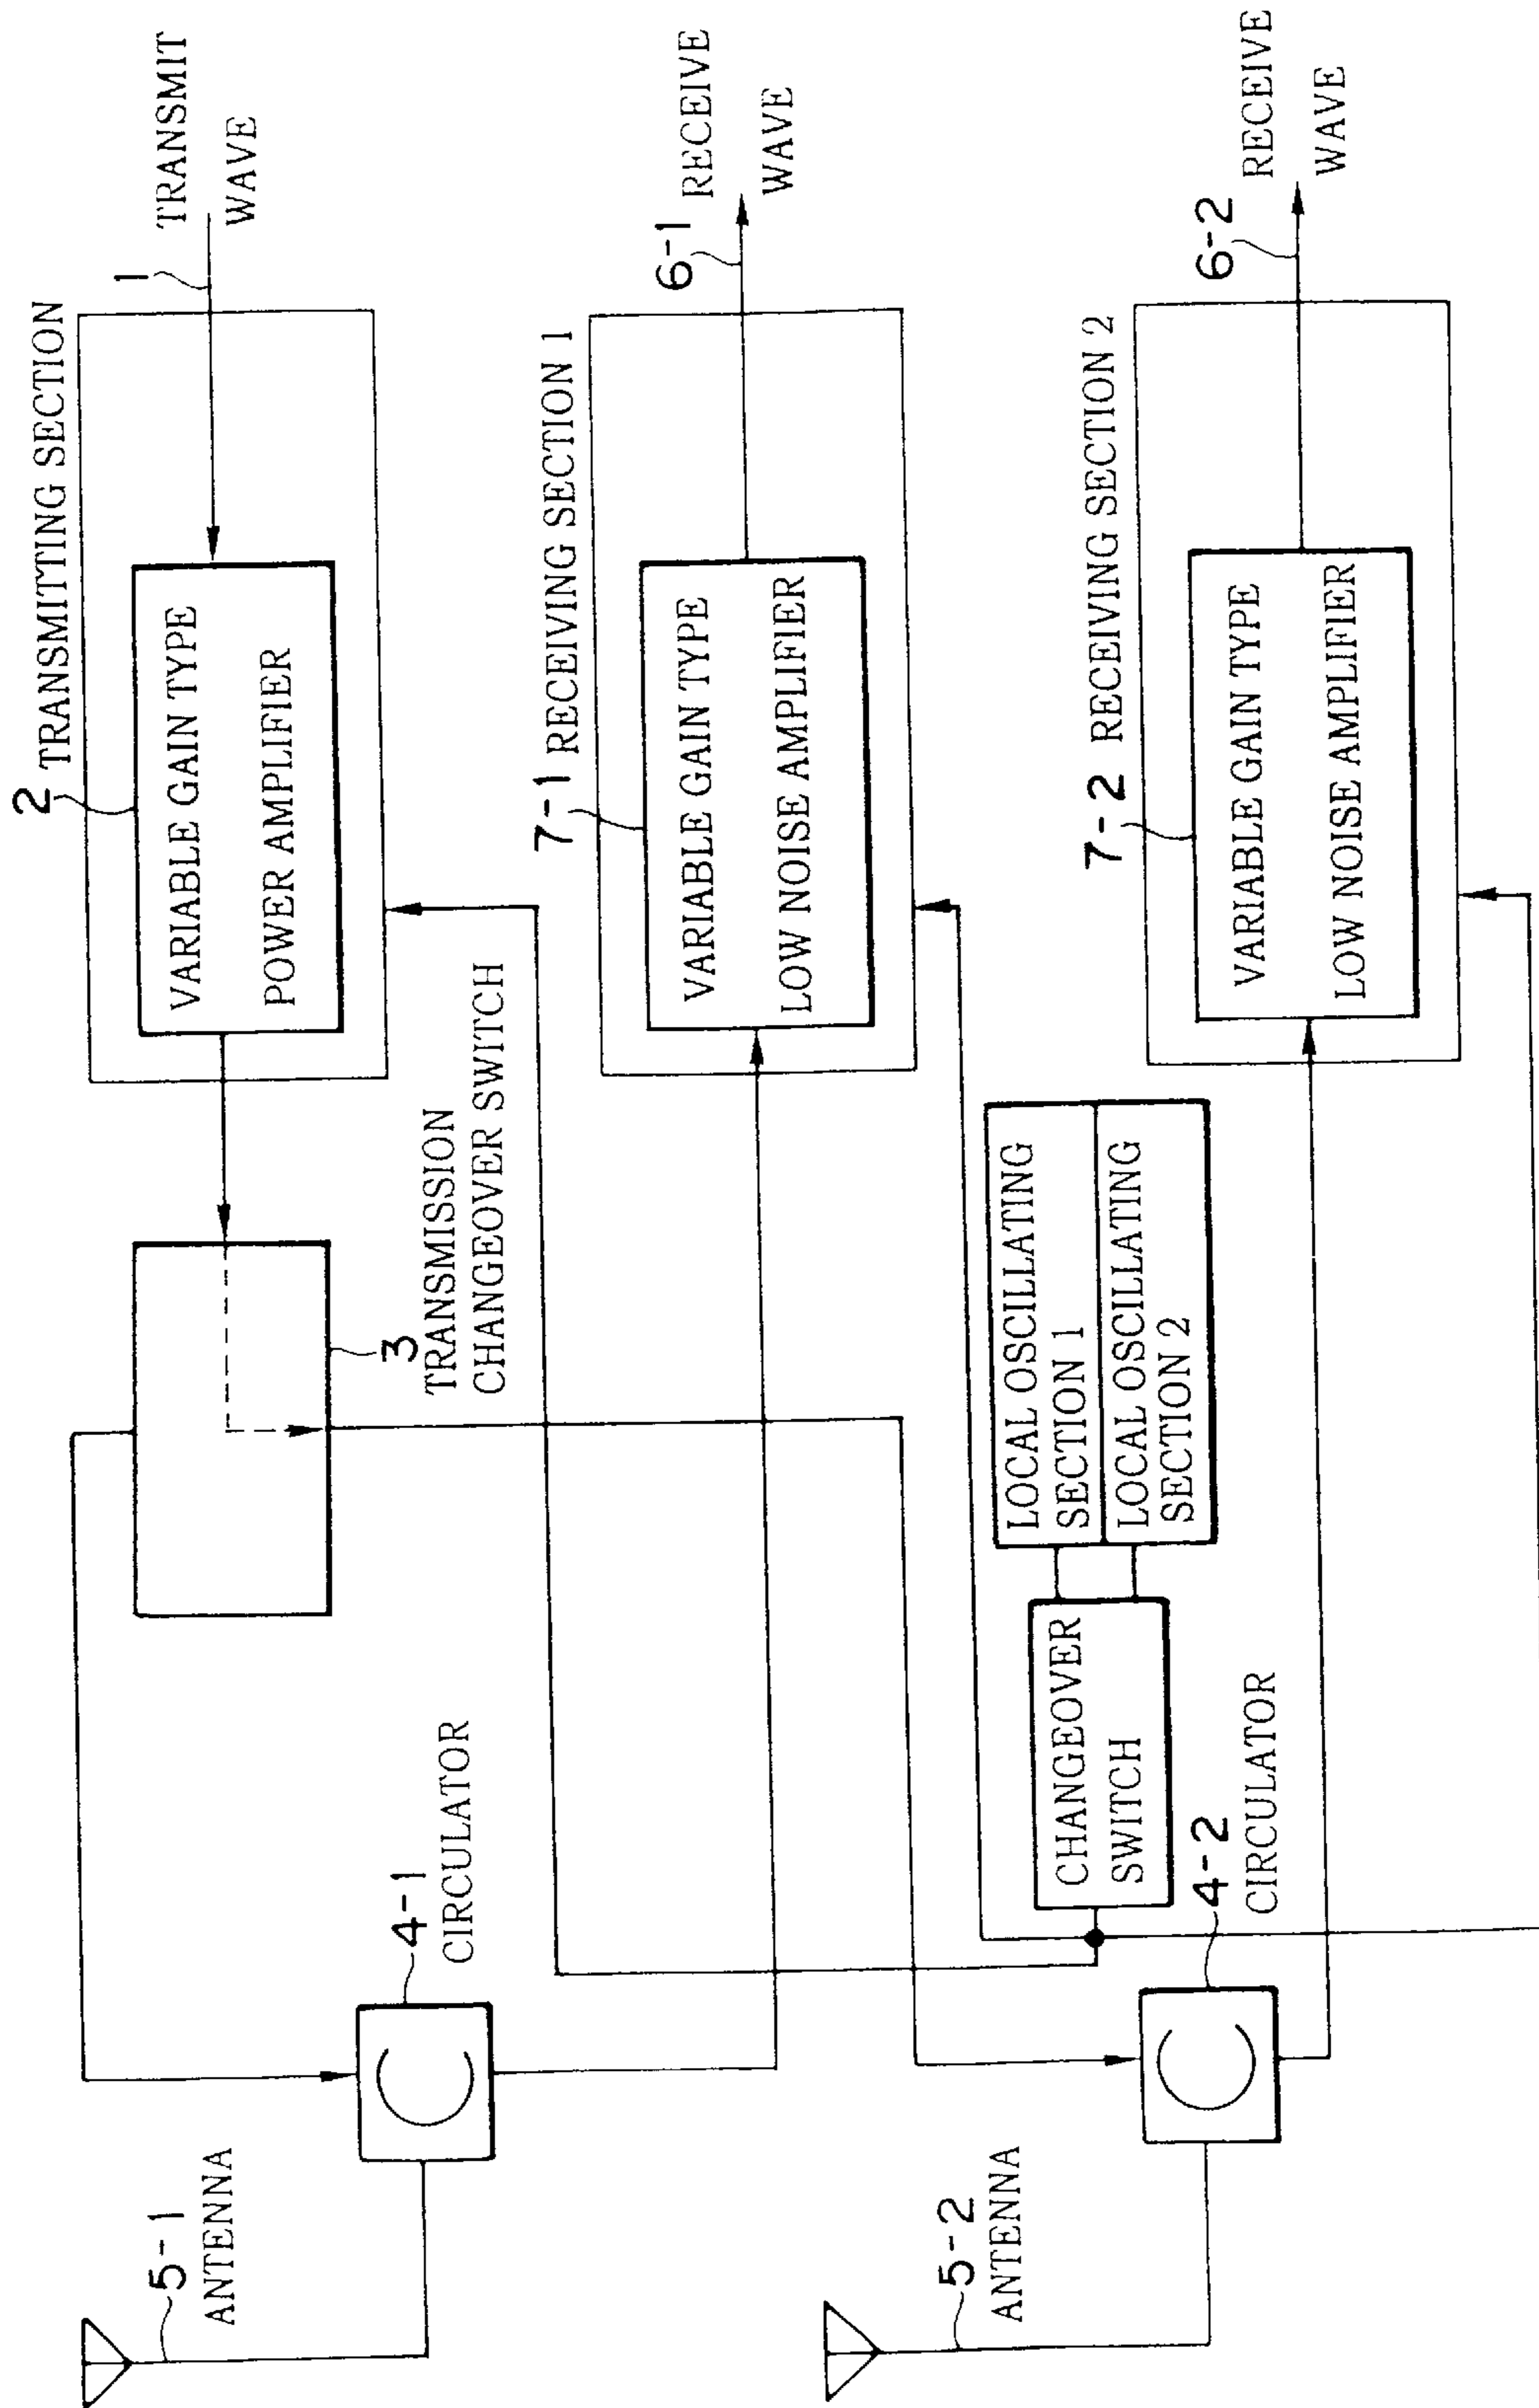 2 TRANSMITTING SECTION
VARIABLE GAIN TYPE
POWER AMPLIFIER
1
TRANSMIT
WAVE
3
TRANSMISSION
CHANGEOVER SWITCH
5-1
ANTENNA
4-1
CIRCULATOR
7-1 RECEIVING SECTION 1
VARIABLE GAIN TYPE
LOW NOISE AMPLIFIER
6-1
RECEIVE
WAVE
LOCAL OSCILLATING
SECTION 1
LOCAL OSCILLATING
SECTION 2
CHANGEOVER
SWITCH
5-2
ANTENNA
4-2
CIRCULATOR
7-2 RECEIVING SECTION 2
VARIABLE GAIN TYPE
LOW NOISE AMPLIFIER
6-2
RECEIVE
WAVE